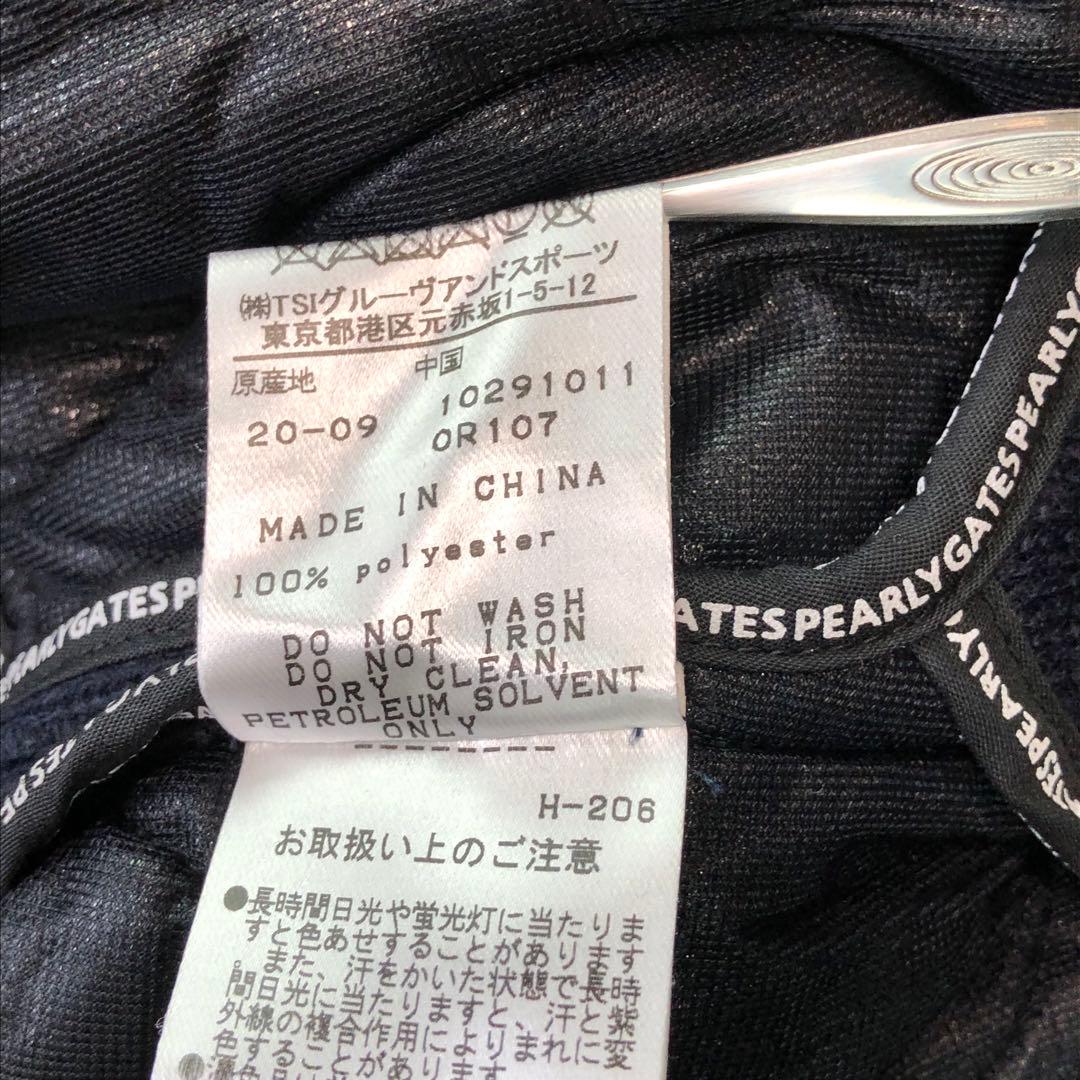 (株)TSIグルーヴアンドスポーツ
東京都港区元赤坂1-5-12
原産地 中国
20-09 10291011
0R107
MADE IN CHINA
100% polyester
DO NOT WASH
DO NOT IRON
DRY CLEAN,
PETROLEUM SOLVENT
ONLY
--------
H-206
お取扱い上のご注意
●長時間日光や蛍光灯に当たりま
すと色あせすることがあります
。また、汗をかいた状態で長時
間日光に当たりますと、汗と紫
外線の複合作用によりまれに変
色することがあります
ATESPEARLYGATESPEARLYG
PEARLYGATESP
PEARLY
ATESPEARLY